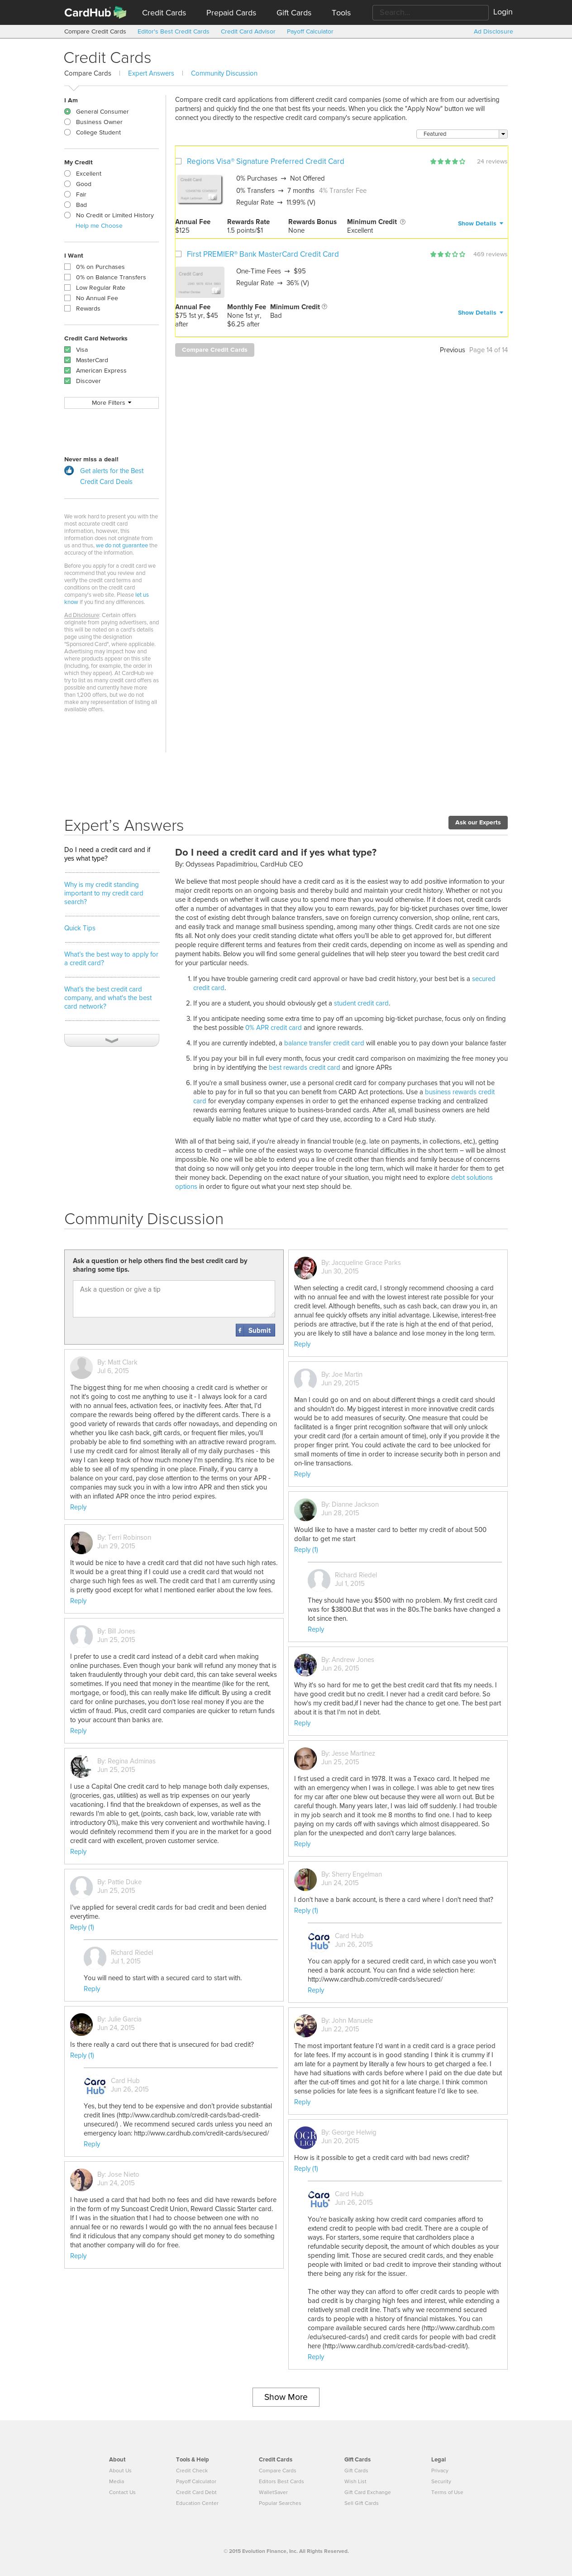 CardHub
Credit Cards Prepaid Cards Gift Cards Tools
Search...
Login
Compare Credit Cards Editor's Best Credit Cards Credit Card Advisor Payoff Calculator Ad Disclosure
Credit Cards
Compare Cards | Expert Answers | Community Discussion
I Am
General Consumer
Business Owner
College Student
My Credit
Excellent
Good
Fair
Bad
No Credit or Limited History
Help me Choose
I Want
0% on Purchases
0% on Balance Transfers
Low Regular Rate
No Annual Fee
Rewards
Credit Card Networks
Visa
MasterCard
American Express
Discover
More Filters
Never miss a deal!
Get alerts for the Best
Credit Card Deals
We work hard to present you with the
most accurate credit card
information, however, this
information does not originate from
us and thus, we do not guarantee the
accuracy of the information.
Before you apply for a credit card we
recommend that you review and
verify the credit card terms and
conditions on the credit card
company's web site. Please let us
know if you find any differences.
Ad Disclosure: Certain offers
originate from paying advertisers, and
this will be noted on a card's details
page using the designation
"Sponsored Card", where applicable.
Advertising may impact how and
where products appear on this site
(including, for example, the order in
which they appear). At CardHub we
try to list as many credit card offers as
possible and currently have more
than 1,200 offers, but we do not
make any representation of listing all
available offers.
Compare credit card applications from different credit card companies (some of which are from our advertising
partners) and quickly find the one that best fits your needs. When you click the "Apply Now" button we will
connect you directly to the respective credit card company's secure application.
Featured
Regions Visa® Signature Preferred Credit Card
24 reviews
Credit Card
0% Purchases → Not Offered
0% Transfers → 7 months 4% Transfer Fee
Regular Rate → 11.99% (V)
Annual Fee Rewards Rate Rewards Bonus Minimum Credit
$125 1.5 points/$1 None Excellent
Show Details
First PREMIER® Bank MasterCard Credit Card
469 reviews
Credit Card
One-Time Fees → $95
Regular Rate → 36% (V)
Annual Fee Monthly Fee Minimum Credit
$75 1st yr, $45 None 1st yr, Bad
after $6.25 after
Show Details
Compare Credit Cards
Previous Page 14 of 14
Expert's Answers
Ask our Experts
Do I need a credit card and if
yes what type?
Why is my credit standing
important to my credit card
search?
Quick Tips
What's the best way to apply for
a credit card?
What's the best credit card
company, and what's the best
card network?
Do I need a credit card and if yes what type?
By: Odysseas Papadimitriou, CardHub CEO
We believe that most people should have a credit card as it is the easiest way to add positive information to your
major credit reports on an ongoing basis and thereby build and maintain your credit history. Whether or not you
use it depends on whether it will cause you to spend more than you would otherwise. If it does not, credit cards
offer a number of advantages in that they allow you to earn rewards, pay for big-ticket purchases over time, lower
the cost of existing debt through balance transfers, save on foreign currency conversion, shop online, rent cars,
and easily track and manage small business spending, among many other things. Credit cards are not one size
fits all. Not only does your credit standing dictate what offers you'll be able to get approved for, but different
people require different terms and features from their credit cards, depending on income as well as spending and
payment habits. Below you will find some general guidelines that will help steer you toward the best credit card
for your particular needs.
1. If you have trouble garnering credit card approval or have bad credit history, your best bet is a secured
credit card.
2. If you are a student, you should obviously get a student credit card.
3. If you anticipate needing some extra time to pay off an upcoming big-ticket purchase, focus only on finding
the best possible 0% APR credit card and ignore rewards.
4. If you are currently indebted, a balance transfer credit card will enable you to pay down your balance faster
5. If you pay your bill in full every month, focus your credit card comparison on maximizing the free money you
bring in by identifying the best rewards credit card and ignore APRs
6. If you're a small business owner, use a personal credit card for company purchases that you will not be
able to pay for in full so that you can benefit from CARD Act protections. Use a business rewards credit
card for everyday company expenses in order to get the enhanced expense tracking and centralized
rewards earning features unique to business-branded cards. After all, small business owners are held
equally liable no matter what type of card they use, according to a Card Hub study.
With all of that being said, if you're already in financial trouble (e.g. late on payments, in collections, etc.), getting
access to credit – while one of the easiest ways to overcome financial difficulties in the short term – will be almost
impossible. No one will be able to extend you a line of credit other than friends and family because of concerns
that doing so now will only get you into deeper trouble in the long term, which will make it harder for them to get
their money back. Depending on the exact nature of your situation, you might need to explore debt solutions
options in order to figure out what your next step should be.
Community Discussion
Ask a question or help others find the best credit card by
sharing some tips.
Ask a question or give a tip
f Submit
By: Matt Clark
Jul 6, 2015
The biggest thing for me when choosing a credit card is whether or
not it's going to cost me anything to use it - I always look for a card
with no annual fees, activation fees, or inactivity fees. After that, I'd
compare the rewards being offered by the different cards. There is a
good variety of rewards that card offer nowadays, and depending on
whether you like cash back, gift cards, or frequent flier miles, you'll
probably be able to find something with an attractive reward program.
I use my credit card for almost literally all of my daily purchases - this
way I can keep track of how much money I'm spending. It's nice to be
able to see all of my spending in one place. Finally, if you carry a
balance on your card, pay close attention to the terms on your APR -
companies may suck you in with a low intro APR and then stick you
with an inflated APR once the intro period expires.
Reply
By: Terri Robinson
Jun 29, 2015
It would be nice to have a credit card that did not have such high rates.
It would be a great thing if I could use a credit card that would not
charge such high fees as well. The credit card that I am currently using
is pretty good except for what I mentioned earlier about the low fees.
Reply
By: Bill Jones
Jun 25, 2015
I prefer to use a credit card instead of a debit card when making
online purchases. Even though your bank will refund any money that is
taken fraudulently through your debit card, this can take several weeks
sometimes. If you need that money in the meantime (like for the rent,
mortgage, or food), this can really make life difficult. By using a credit
card for online purchases, you don't lose real money if you are the
victim of fraud. Plus, credit card companies are quicker to return funds
to your account than banks are.
Reply
By: Regina Adminas
Jun 25, 2015
I use a Capital One credit card to help manage both daily expenses,
(groceries, gas, utilities) as well as trip expenses on our yearly
vacationing. I find that the breakdown of expenses, as well as the
rewards I'm able to get, (points, cash back, low, variable rate with
introductory 0%), make this very convenient and worthwhile having. I
would definitely recommend them if you are in the market for a good
credit card with excellent, proven costumer service.
Reply
By: Pattie Duke
Jun 25, 2015
I've applied for several credit cards for bad credit and been denied
everytime.
Reply (1)
Richard Riedel
Jul 1, 2015
You will need to start with a secured card to start with.
Reply
By: Julie Garcia
Jun 24, 2015
Is there really a card out there that is unsecured for bad credit?
Reply (1)
Card Hub
Card Hub
Jun 26, 2015
Yes, but they tend to be expensive and don't provide substantial
credit lines (http://www.cardhub.com/credit-cards/bad-credit-
unsecured/) . We recommend secured cards unless you need an
emergency loan: http://www.cardhub.com/credit-cards/secured/
Reply
By: Jose Nieto
Jun 24, 2015
I have used a card that had both no fees and did have rewards before
in the form of my Suncoast Credit Union, Reward Classic Starter card.
If I was in the situation that I had to choose between one with no
annual fee or no rewards I would go with the no annual fees because I
find it ridiculous that any company should get money to do something
that another company will do for free.
Reply
By: Jacqueline Grace Parks
Jun 30, 2015
When selecting a credit card, I strongly recommend choosing a card
with no annual fee and with the lowest interest rate possible for your
credit level. Although benefits, such as cash back, can draw you in, an
annual fee quickly offsets any initial advantage. Likewise, interest-free
periods are attractive, but if the rate is high at the end of that period,
you are likely to still have a balance and lose money in the long term.
Reply
By: Joe Martin
Jun 29, 2015
Man I could go on and on about different things a credit card should
and shouldn't do. My biggest interest in more innovative credit cards
would be to add measures of security. One measure that could be
facilitated is a finger print recognition software that will only unlock
your credit card (for a certain amount of time), only if you provide it the
proper finger print. You could activate the card to bee unlocked for
small moments of time in order to increase security both in person and
on-line transactions.
Reply
By: Dianne Jackson
Jun 28, 2015
Would like to have a master card to better my credit of about 500
dollar to get me start
Reply (1)
Richard Riedel
Jul 1, 2015
They should have you $500 with no problem. My first credit card
was for $3800.But that was in the 80s.The banks have changed a
lot since then.
Reply
By: Andrew Jones
Jun 26, 2015
Why it's so hard for me to get the best credit card that fits my needs. I
have good credit but no credit. I never had a credit card before. So
how's my credit bad,if I never had the chance to get one. The best part
about it is that I'm not in debt.
Reply
By: Jesse Martinez
Jun 25, 2015
I first used a credit card in 1978. It was a Texaco card. It helped me
with an emergency when I was in college. I was able to get new tires
for my car after one blew out because they were all worn out. But be
careful though. Many years later, I was laid off suddenly. I had trouble
in my job search and it took me 8 months to find one. I had to keep
paying on my cards off with savings which almost disappeared. So
plan for the unexpected and don't carry large balances.
Reply
By: Sherry Engelman
Jun 24, 2015
I don't have a bank account, is there a card where I don't need that?
Reply (1)
Card Hub
Card Hub
Jun 26, 2015
You can apply for a secured credit card, in which case you won't
need a bank account. You can find a wide selection here:
http://www.cardhub.com/credit-cards/secured/
Reply
By: John Manuele
Jun 22, 2015
The most important feature I'd want in a credit card is a grace period
for late fees. If my account is in good standing I think it is crummy if I
am late for a payment by literally a few hours to get charged a fee. I
have had situations with cards before where I paid on the due date but
after the cut-off times and got hit for a late charge. I think common
sense policies for late fees is a significant feature I'd like to see.
Reply
By: George Helwig
Jun 20, 2015
How is it possible to get a credit card with bad news credit?
Reply (1)
Card Hub
Card Hub
Jun 26, 2015
You're basically asking how credit card companies afford to
extend credit to people with bad credit. There are a couple of
ways. For starters, some require that cardholders place a
refundable security deposit, the amount of which doubles as your
spending limit. Those are secured credit cards, and they enable
people with limited or bad credit to improve their standing without
there being any risk for the issuer.
The other way they can afford to offer credit cards to people with
bad credit is by charging high fees and interest, while extending a
relatively small credit line. That's why we recommend secured
cards to people with a history of financial mistakes. You can
compare available secured cards here (http://www.cardhub.com
/edu/secured-cards/) and credit cards for people with bad credit
here (http://www.cardhub.com/credit-cards/bad-credit/).
Reply
Show More
About Tools & Help Credit Cards Gift Cards Legal
About Us Credit Check Compare Cards Gift Cards Privacy
Media Payoff Calculator Editors Best Cards Wish List Security
Contact Us Credit Card Debt WalletSaver Gift Card Exchange Terms of Use
Education Center Popular Searches Sell Gift Cards
© 2015 Evolution Finance, Inc. All Rights Reserved.